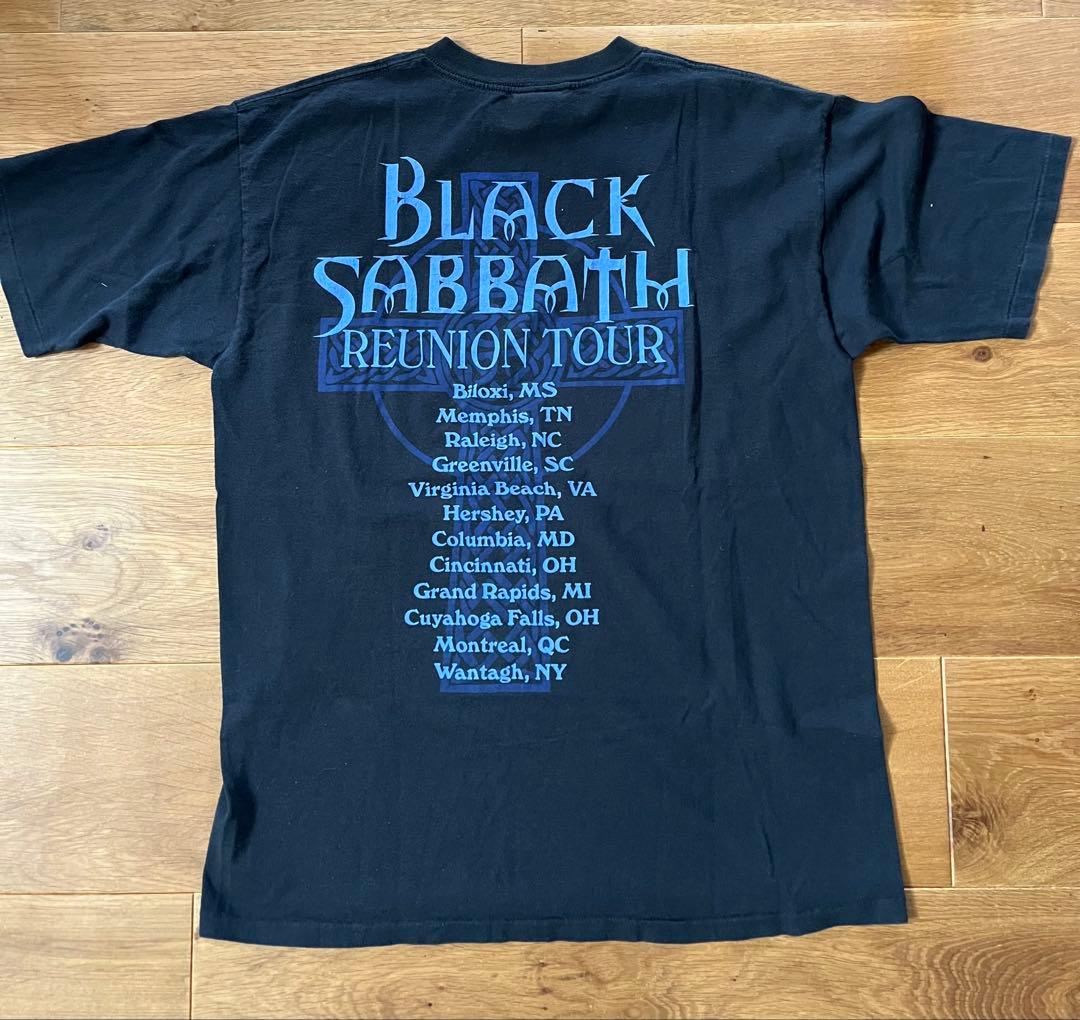 BLACK
SABBATH
REUNION TOUR
Biloxi, MS
Memphis, TN
Raleigh, NC
Greenville, SC
Virginia Beach, VA
Hershey, PA
Columbia, MD
Cincinnati, OH
Grand Rapids, MI
Cuyahoga Falls, OH
Montreal, QC
Wantagh, NY